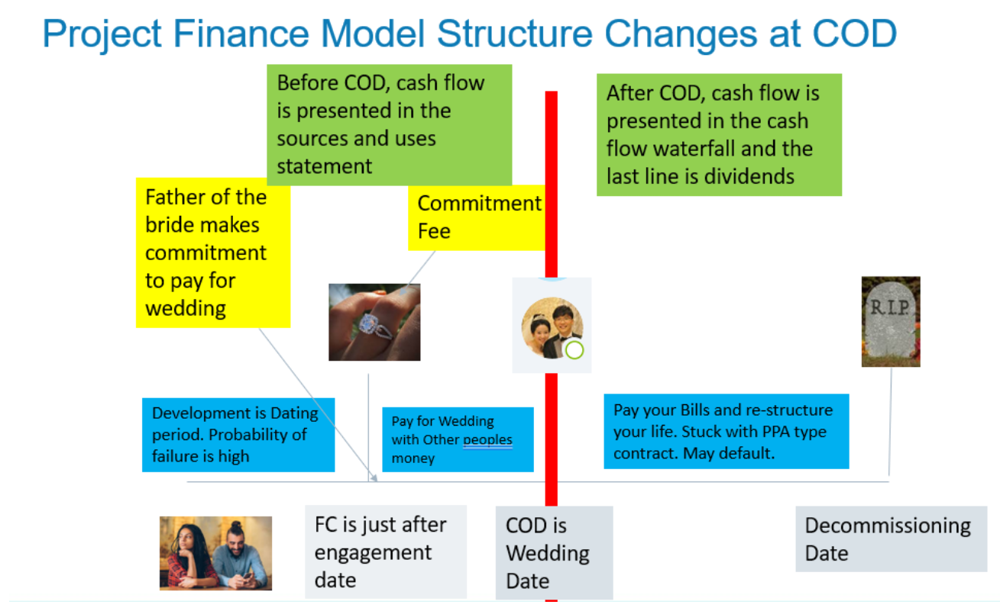 Project Finance Model Structure Changes at COD
Before COD, cash flow
is presented in the
sources and uses
statement
After COD, cash flow is
presented in the cash
flow waterfall and the
last line is dividends
Father of the
bride makes
commitment
to pay for
wedding
Commitment
Fee
R.I.P.
Development is Dating
period. Probability of
failure is high
Pay for Wedding
with Other peoples
money
Pay your Bills and re-structure
your life. Stuck with PPA type
contract. May default.
FC is just after
engagement
date
COD is
Wedding
Date
Decommissioning
Date